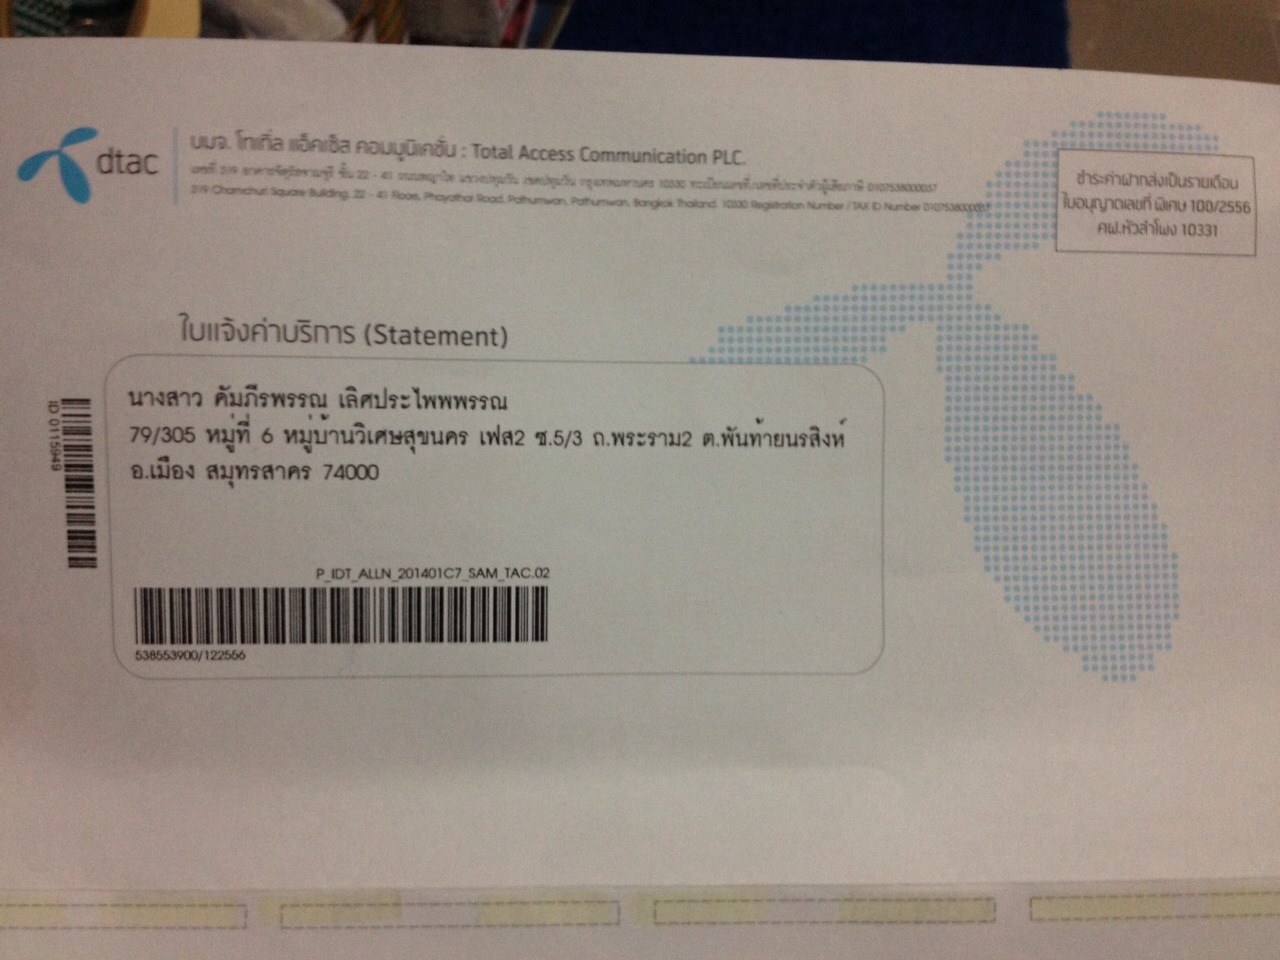 dtac
บมจ. โทเทิ่ล แอ็คเซ็ส คอมมูนิเคชั่น : Total Access Communication PLC.
เลขที่ 319 อาคารจัตุรัสจามจุรี ชั้น 22 - 41 ถนนพญาไท แขวงปทุมวัน เขตปทุมวัน กรุงเทพมหานคร 10330 ทะเบียนเลขที่/เลขที่ประจำตัวผู้เสียภาษี 0107538000037
319 Chamchuri Square Building, 22 - 41 Floors, Phayathai Road, Pathumwan, Pathumwan, Bangkok Thailand. 10330 Registration Number / TAX ID Number 0107538000037
ชำระค่าฝากส่งเป็นรายเดือน
ใบอนุญาตเลขที่ พิเศษ 100/2556
ศฝ.หัวลำโพง 10331
ใบแจ้งค่าบริการ (Statement)
นางสาว คัมภีรพรรณ เลิศประไพพพรรณ
79/305 หมู่ที่ 6 หมู่บ้านวิเศษสุขนคร เฟส2 ซ.5/3 ถ.พระราม2 ต.พันท้ายนรสิงห์
อ.เมือง สมุทรสาคร 74000
ID 0115949
P_IDT_ALLN_201401C7_SAM_TAC.02
538553900/122556